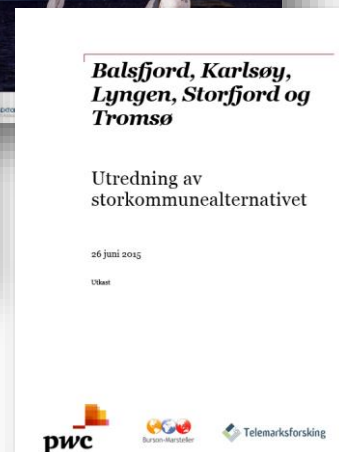 Balsfjord, Karlsøy,
Lyngen, Storfjord og
Tromsø
Utredning av
storkommunealternativet
26 juni 2015
Utkast
pwc
Burson-Marsteller
Telemarksforsking